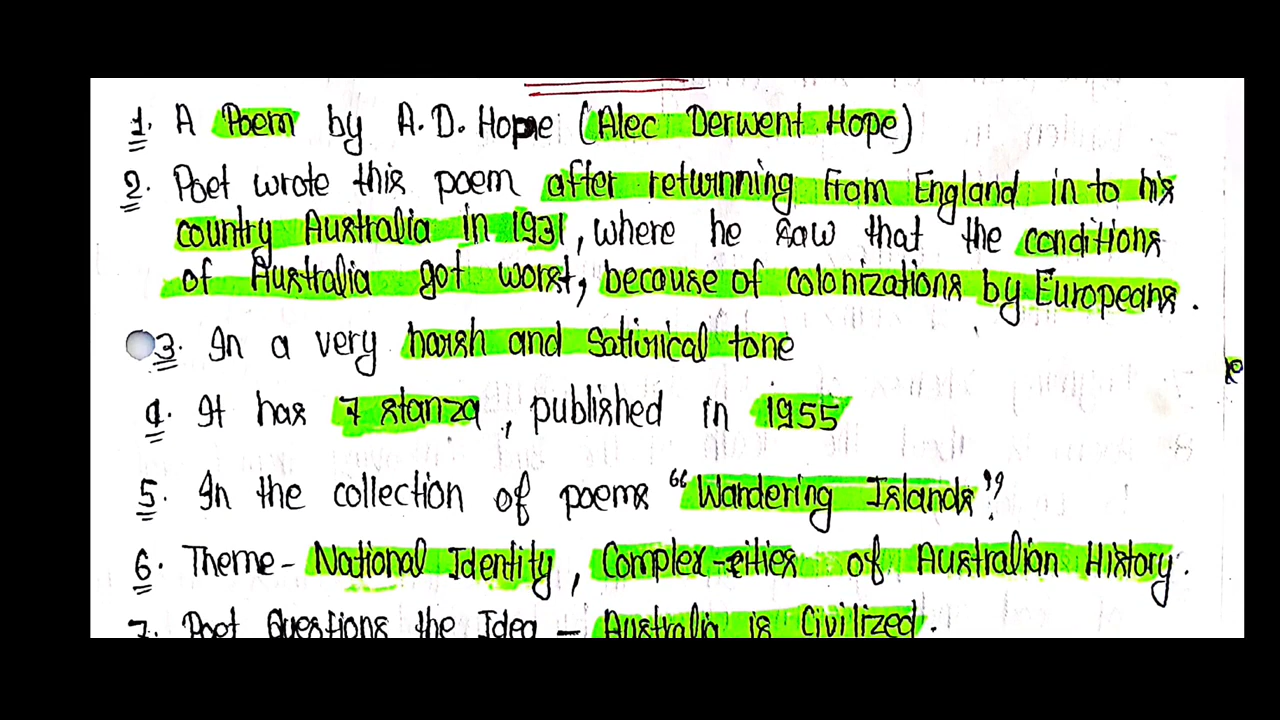 1. A Poem by A.D. Hope (Alec Derwent Hope)
2. Poet wrote this poem after returnning from England in to his
country Australia in 1931, where he saw that the conditions
of Australia got worst, because of colonizations by Europeans.
3. In a very harsh and satirical tone
4. It has 7 stanza, published in 1955
5. In the collection of poems "Wandering Islands".
6. Theme - National Identity, Complex-cities of Australian History.
7. Poet Questions the Idea - Australia is Civilized.